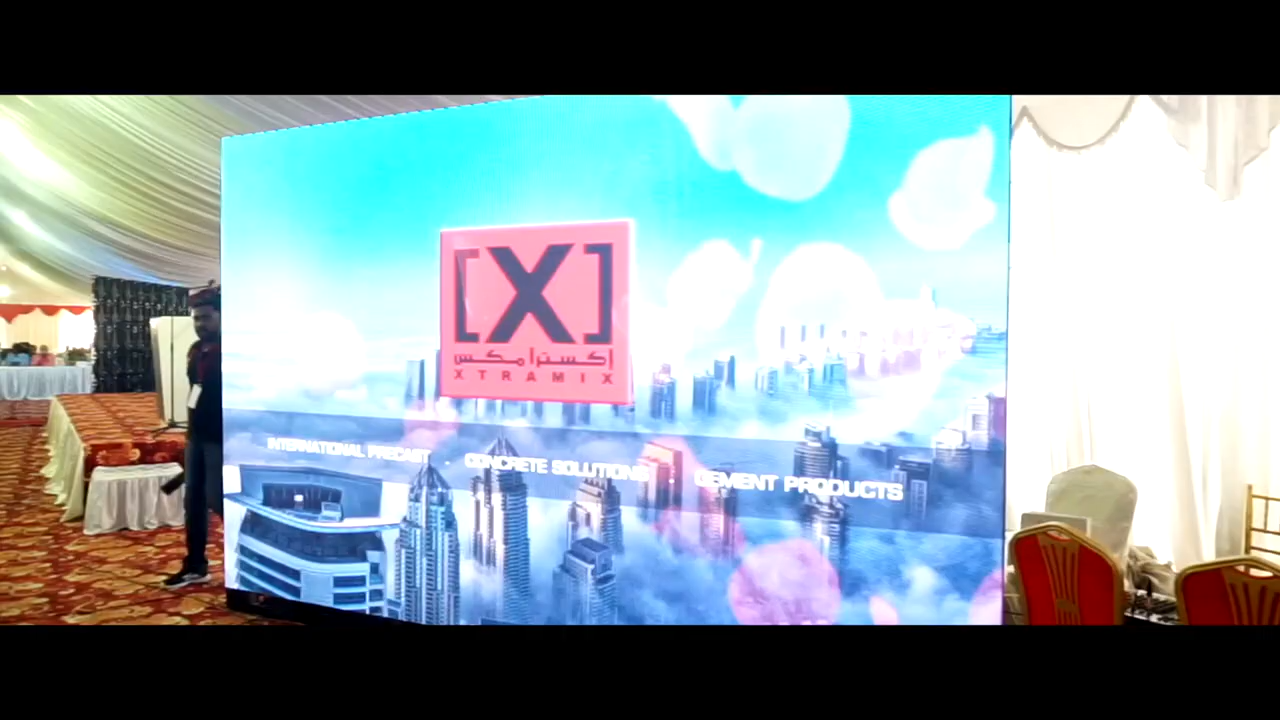 [X]
إكسترامكس
XTRAMIX
INTERNATIONAL PRECAST . CONCRETE SOLUTIONS . CEMENT PRODUCTS